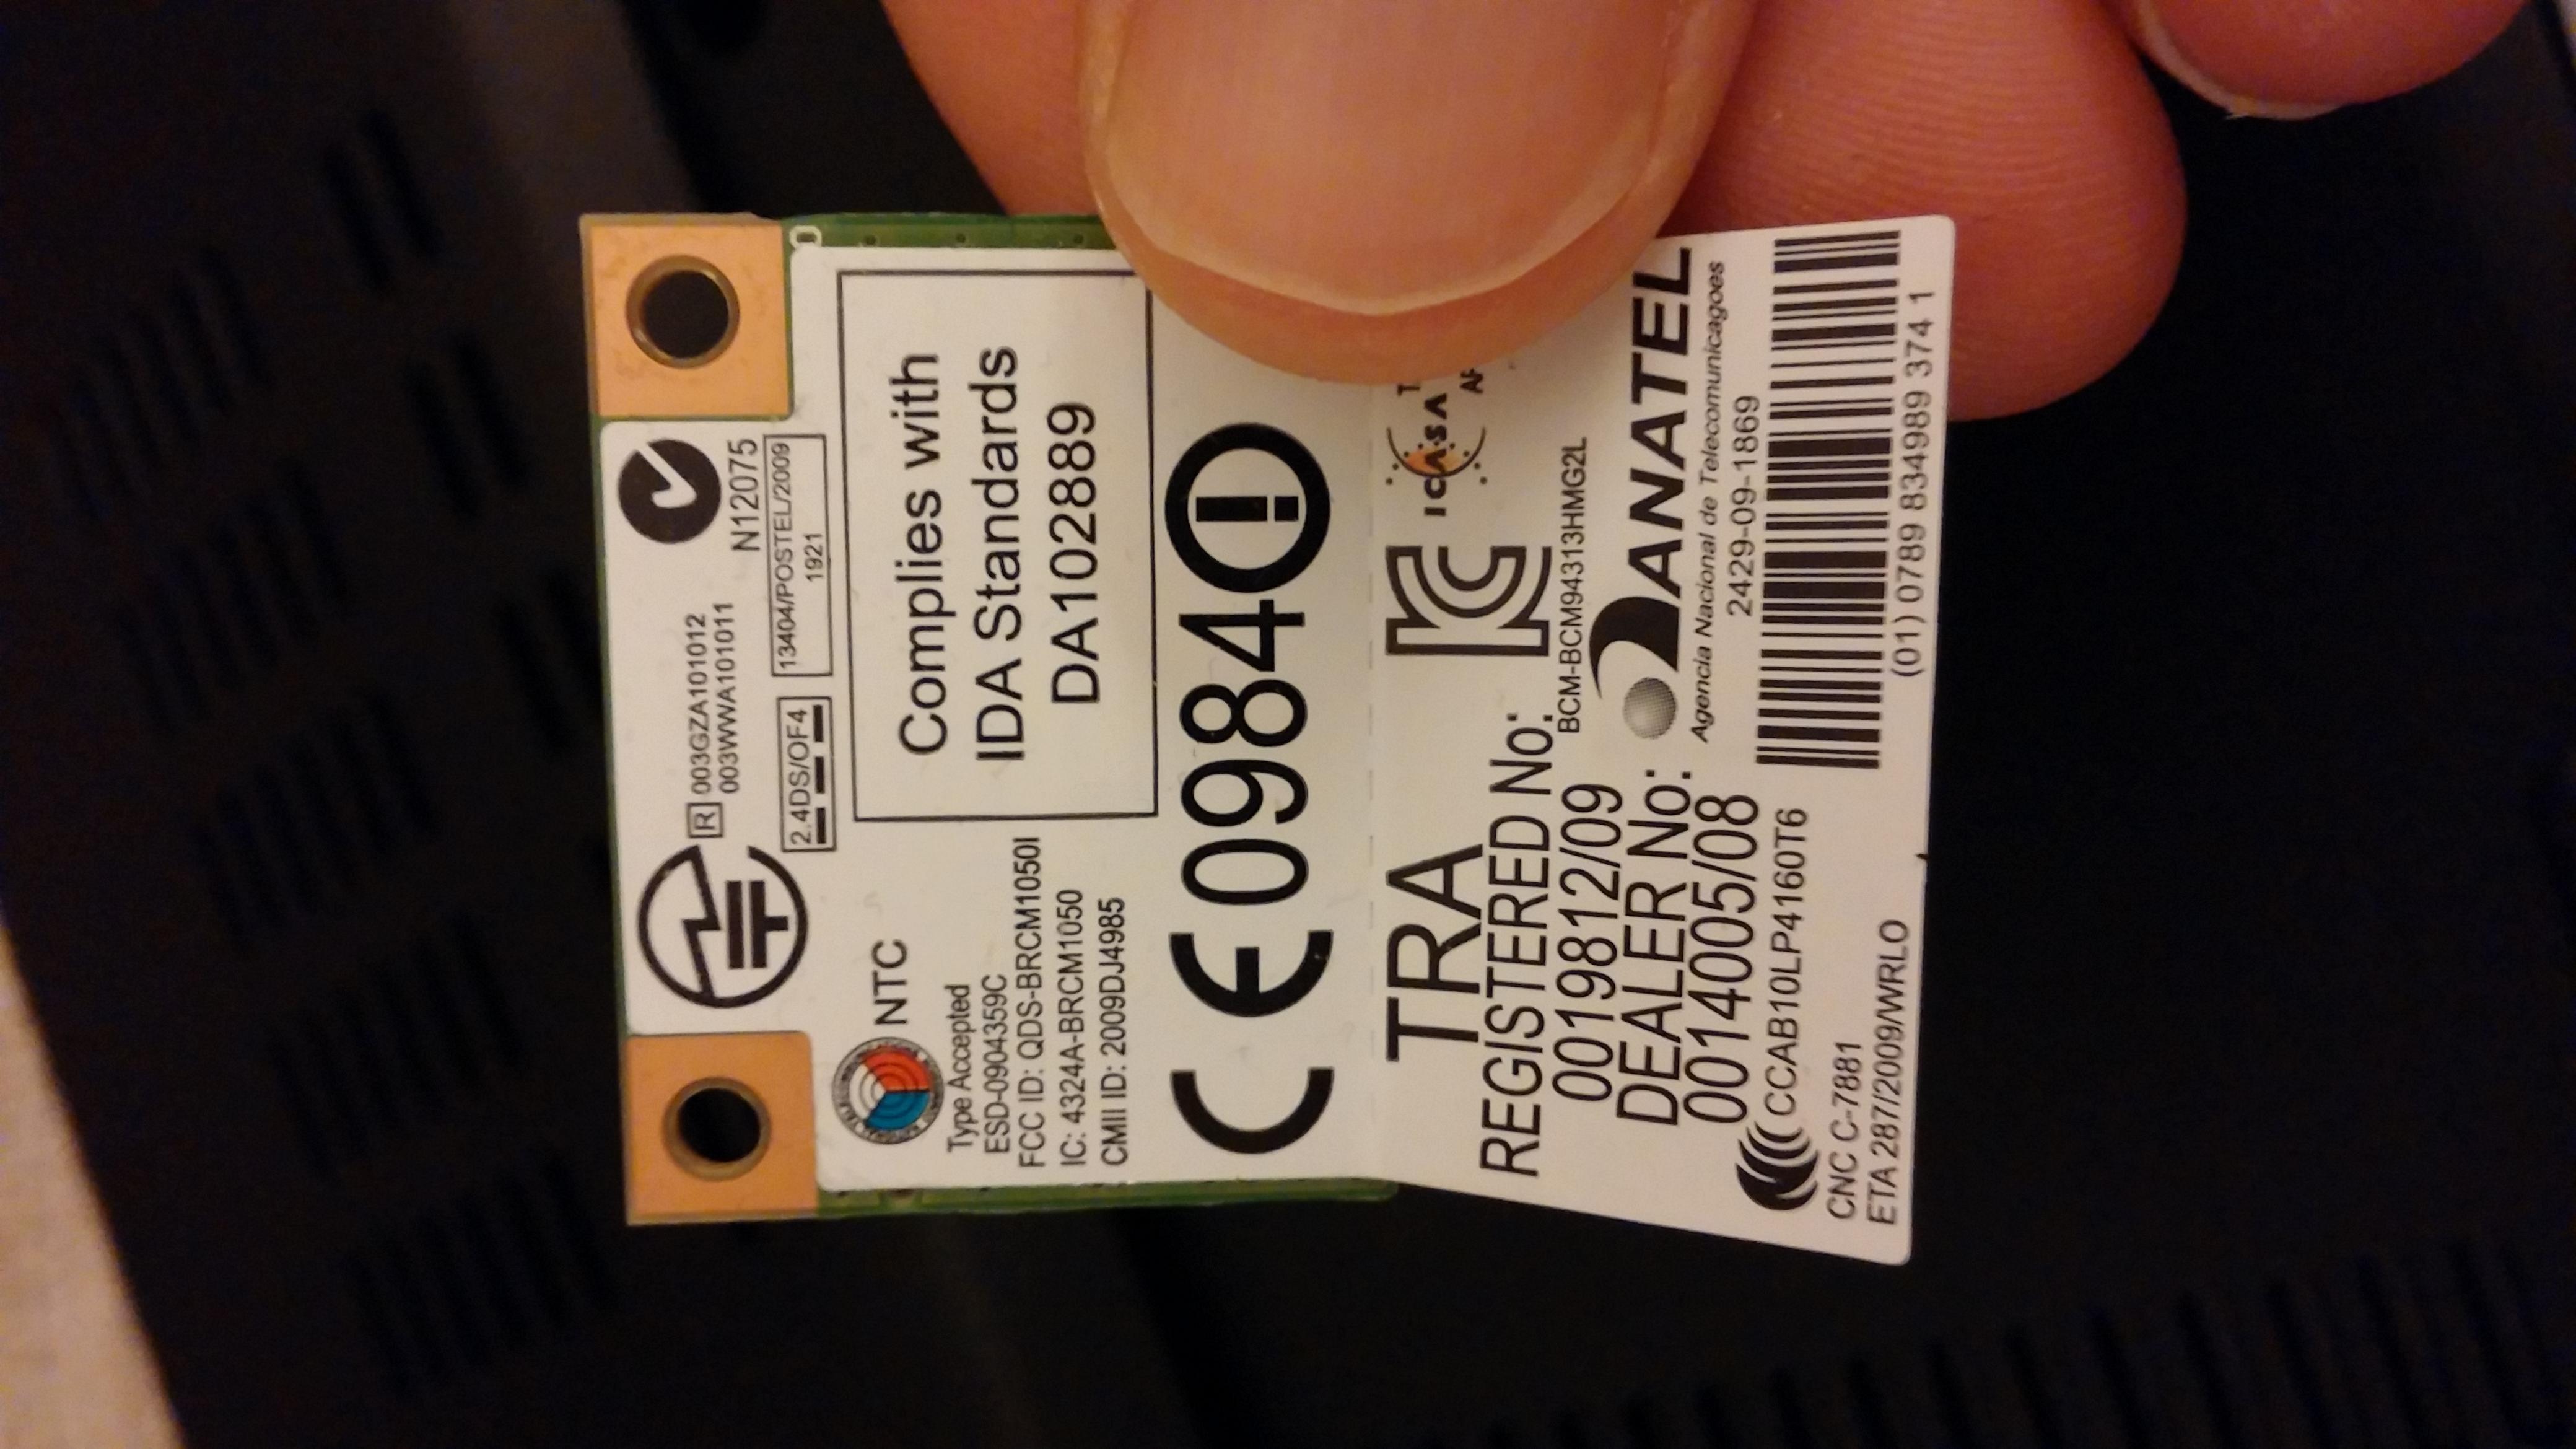 N12075
R 003GZA101012
003WWA101011
2.4DS/OF4
13404/POSTEL/2009
1921
NTC
Type Accepted
ESD-0904359C
FCC ID: QDS-BRCM1050I
IC: 4324A-BRCM1050
CMII ID: 2009DJ4985
Complies with
IDA Standards
DA102889
CE0984
TRA
REGISTERED No:
0019812/09
DEALER No:
0014005/08
CCAB10LP4160T6
CNC C-7881
ETA 287/2009/WRLO
KC
ICASA
BCM-BCM94313HMG2L
ANATEL
Agencia Nacional de Telecomunicagoes
2429-09-1869
(01) 0789 834989 374 1